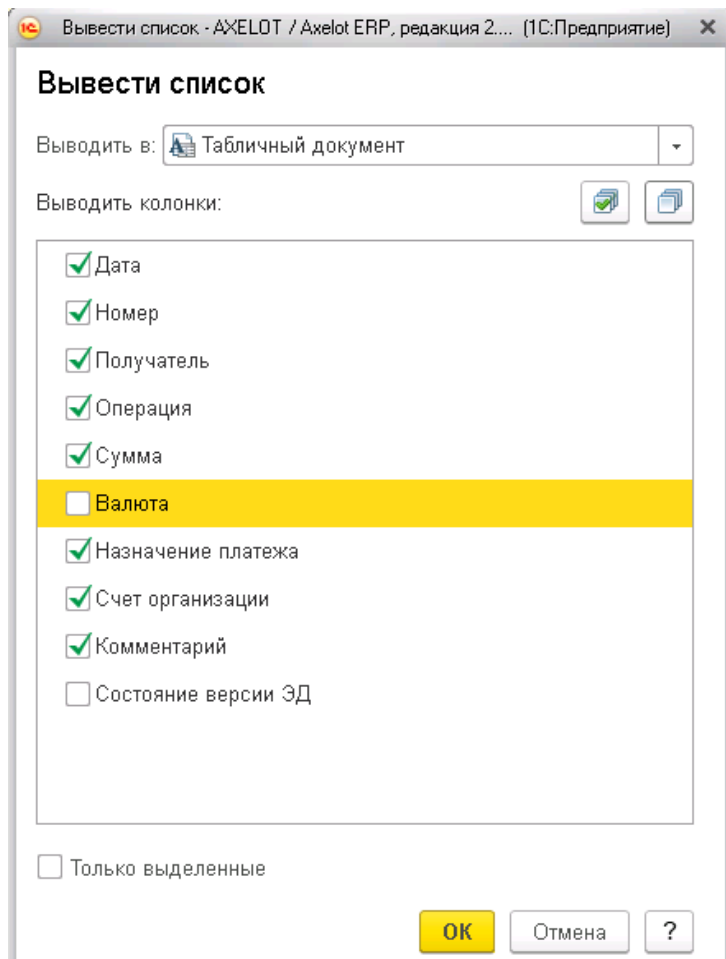 1С Вывести список - AXELOT / Axelot ERP, редакция 2.... (1С:Предприятие)
Вывести список
Выводить в: Табличный документ
Выводить колонки:
Дата
Номер
Получатель
Операция
Сумма
Валюта
Назначение платежа
Счет организации
Комментарий
Состояние версии ЭД
Только выделенные
ОК Отмена ?